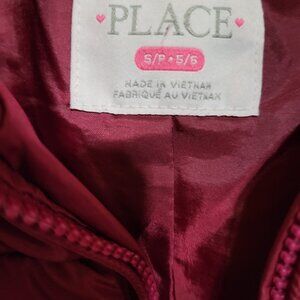 PLACE
S/P • 5/6
MADE IN VIETNAM
FABRIQUÉ AU VIETNAM